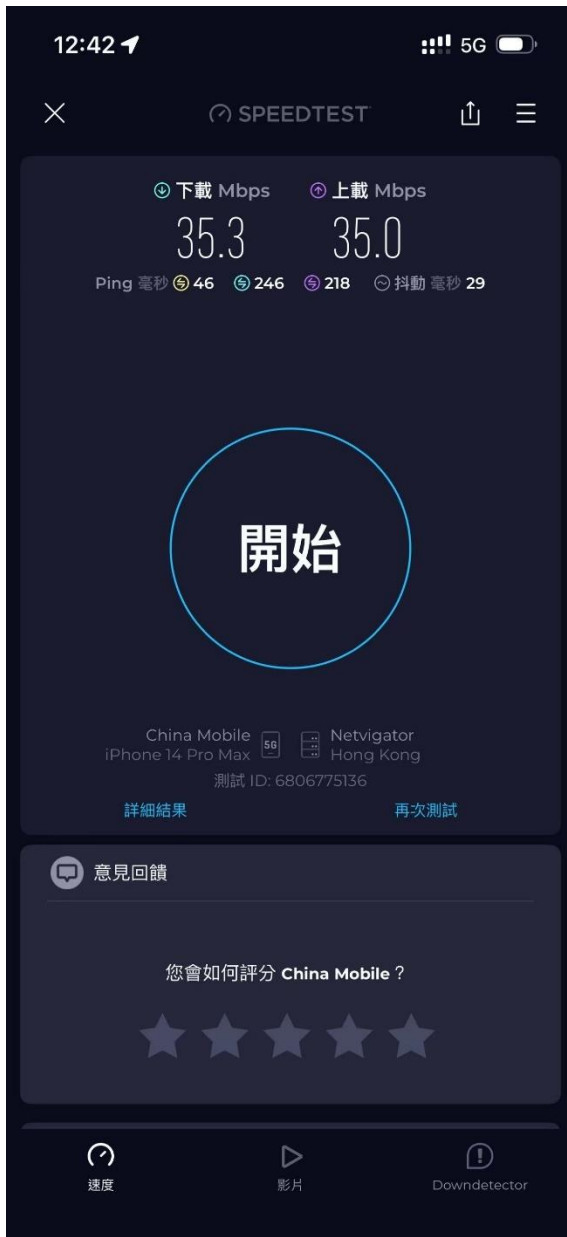 12:42 5G
SPEEDTEST
下載 Mbps 上載 Mbps
35.3 35.0
Ping 毫秒 46 246 218 抖動 毫秒 29
開始
China Mobile 5G Netvigator
iPhone 14 Pro Max Hong Kong
測試 ID: 6806775136
詳細結果 再次測試
意見回饋
您會如何評分 China Mobile？
速度 影片 Downdetector